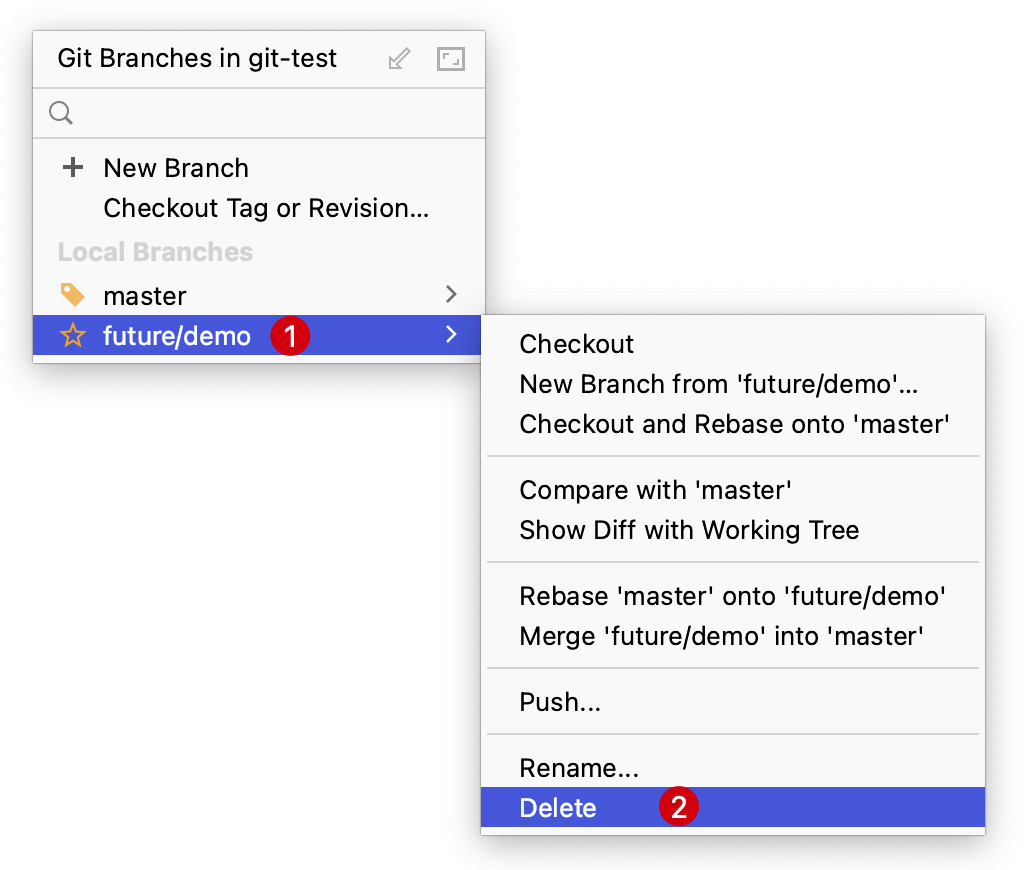 Git Branches in git-test
New Branch
Checkout Tag or Revision...
Local Branches
master
future/demo 1
Checkout
New Branch from 'future/demo'...
Checkout and Rebase onto 'master'
Compare with 'master'
Show Diff with Working Tree
Rebase 'master' onto 'future/demo'
Merge 'future/demo' into 'master'
Push...
Rename...
Delete 2